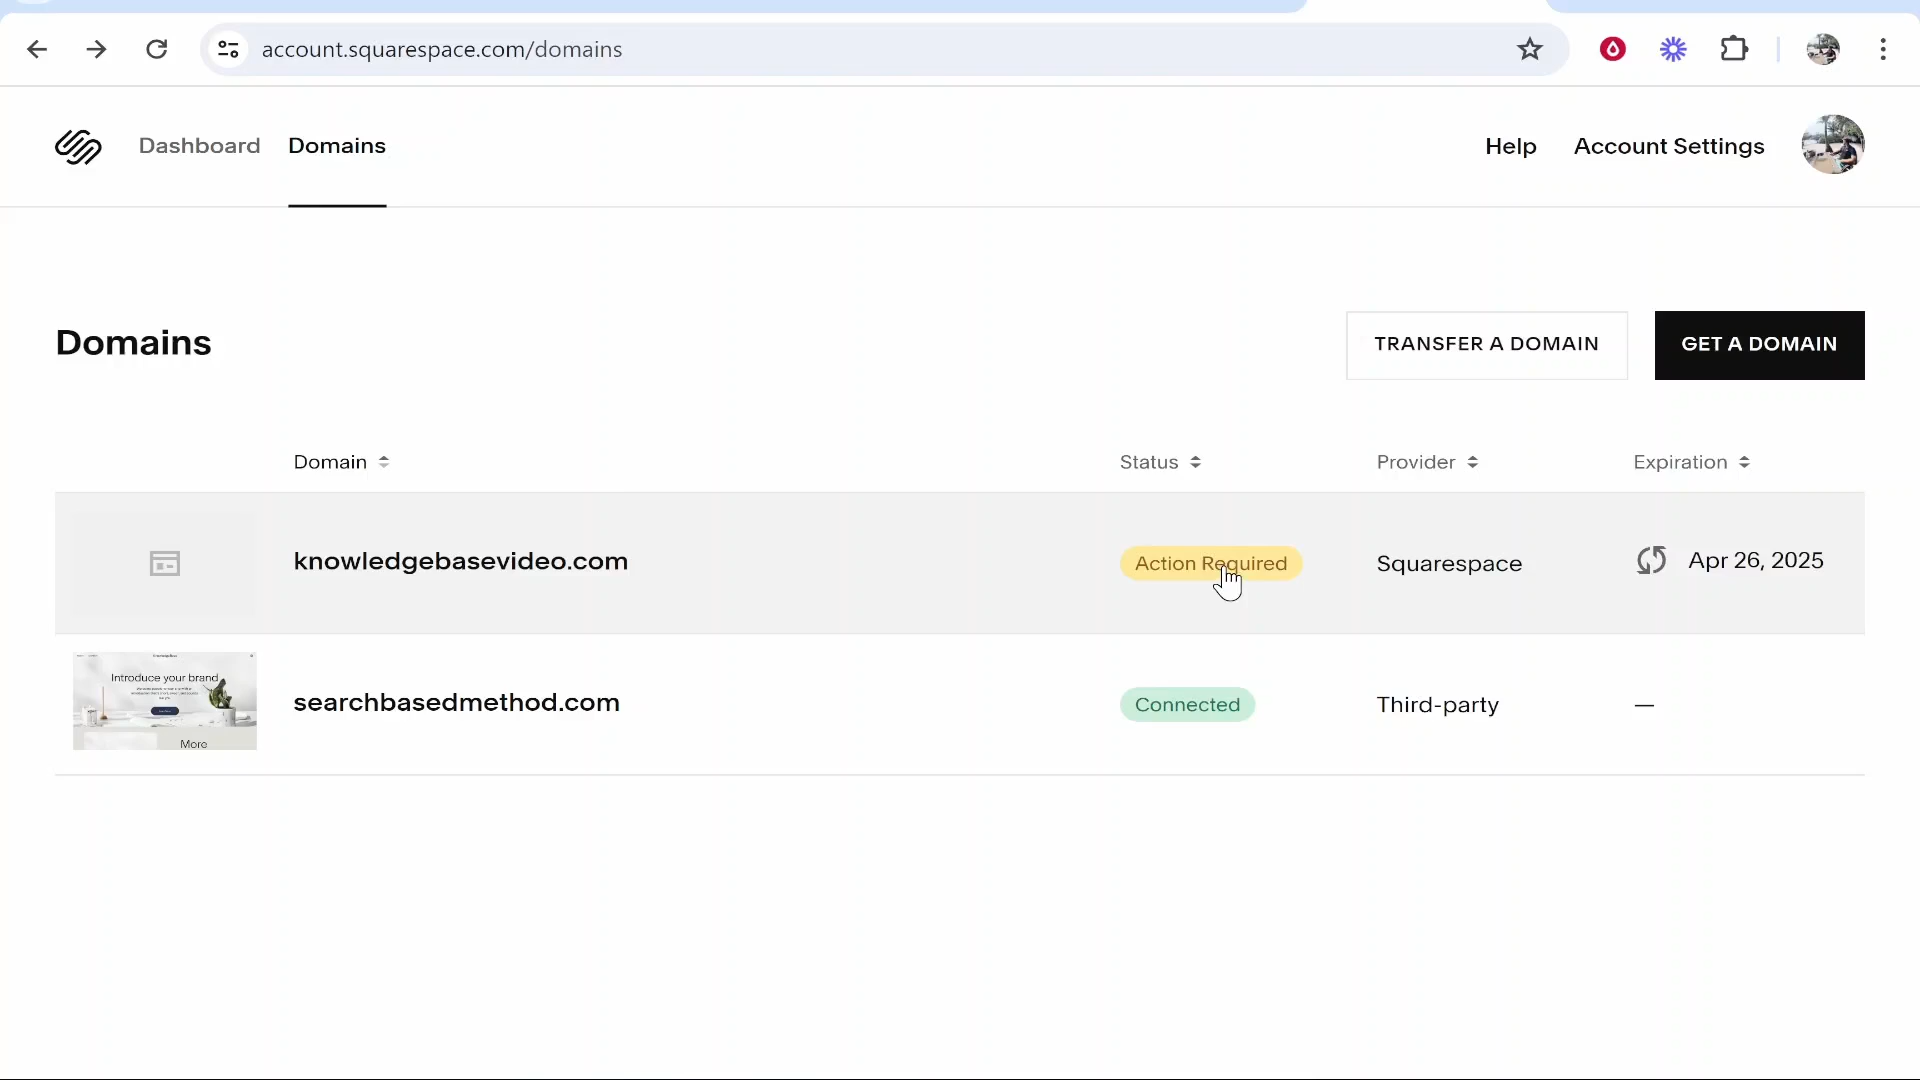 account.squarespace.com/domains
Dashboard Domains Help Account Settings
Domains TRANSFER A DOMAIN GET A DOMAIN
Domain Status Provider Expiration
knowledgebasevideo.com Action Required Squarespace Apr 26, 2025
Introduce your brand
More
searchbasedmethod.com Connected Third-party —